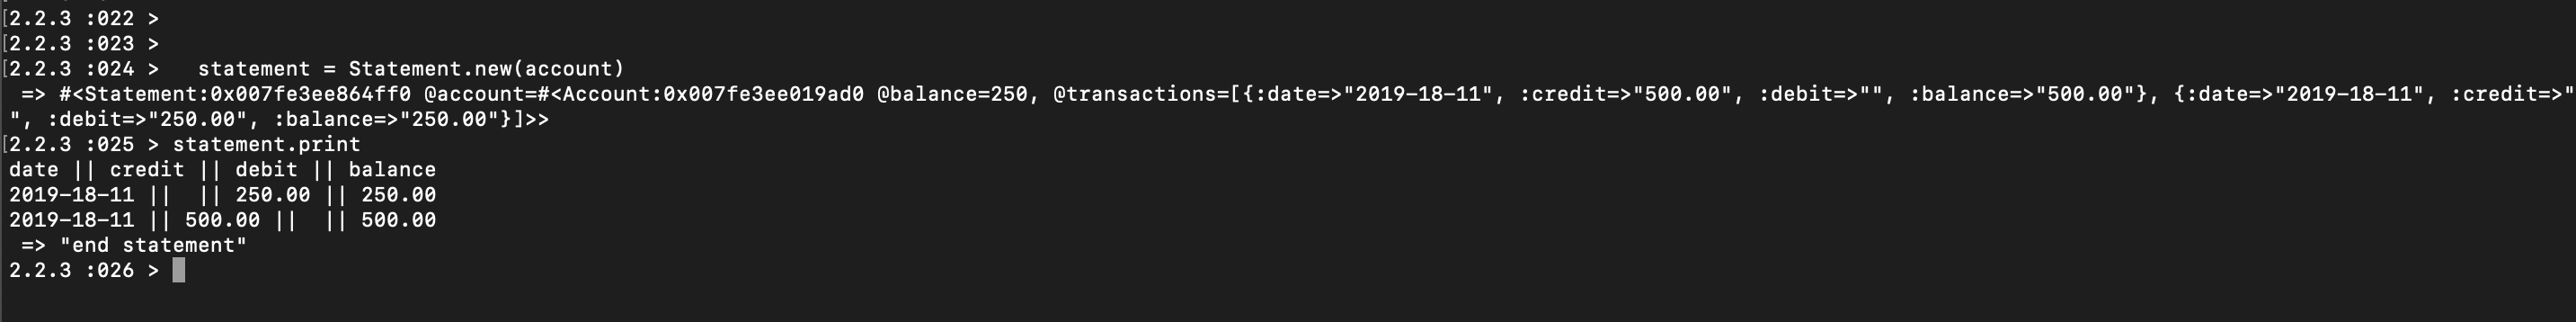 [2.2.3 :022 >
[2.2.3 :023 >
[2.2.3 :024 >   statement = Statement.new(account)
 => #<Statement:0x007fe3ee864ff0 @account=#<Account:0x007fe3ee019ad0 @balance=250, @transactions=[{:date=>"2019-18-11", :credit=>"500.00", :debit=>"", :balance=>"500.00"}, {:date=>"2019-18-11", :credit=>"
", :debit=>"250.00", :balance=>"250.00"}]>>
[2.2.3 :025 > statement.print
date || credit || debit || balance
2019-18-11 ||  || 250.00 || 250.00
2019-18-11 || 500.00 ||  || 500.00
 => "end statement"
2.2.3 :026 >